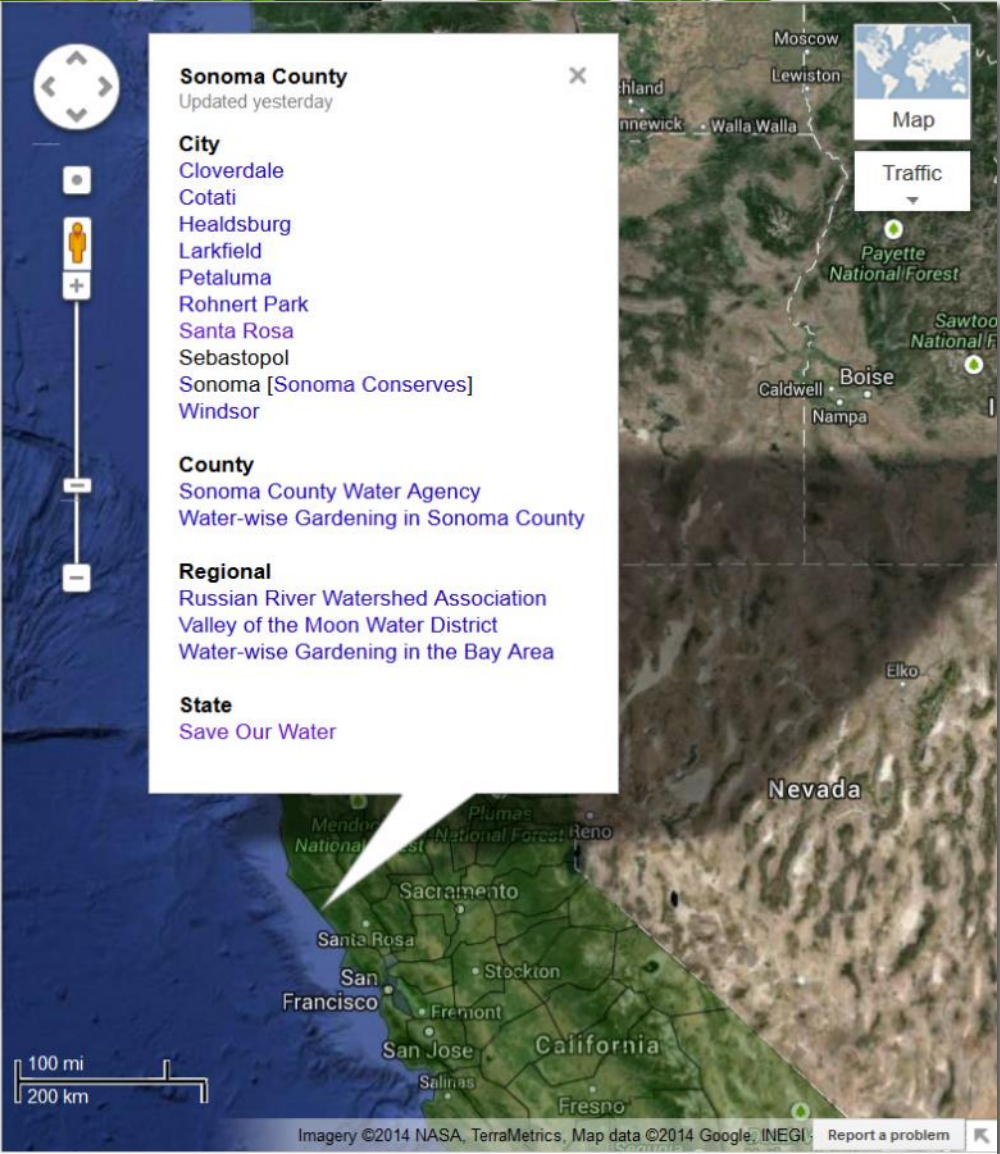 Sonoma County
Updated yesterday
City
Cloverdale
Cotati
Healdsburg
Larkfield
Petaluma
Rohnert Park
Santa Rosa
Sebastopol
Sonoma [Sonoma Conserves]
Windsor
County
Sonoma County Water Agency
Water-wise Gardening in Sonoma County
Regional
Russian River Watershed Association
Valley of the Moon Water District
Water-wise Gardening in the Bay Area
State
Save Our Water
Moscow
Lewiston
Walla Walla
Map
Traffic
Payette
National Forest
Boise
Caldwell
Nampa
Elko
Nevada
Plumas
National Forest
Reno
Sacramento
Santa Rosa
Stockton
San
Francisco
Fremont
San Jose
California
Salinas
Fresno
100 mi
200 km
Imagery ©2014 NASA, TerraMetrics, Map data ©2014 Google, INEGI
Report a problem